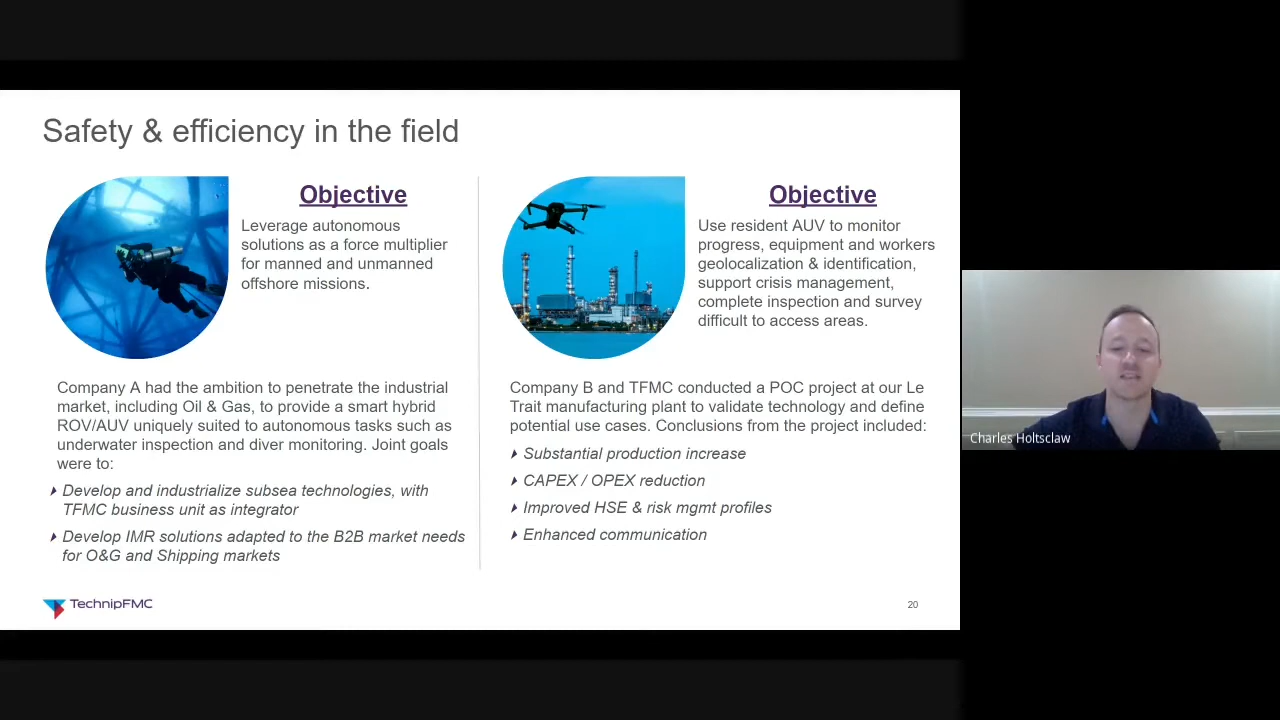 Safety & efficiency in the field
Objective
Leverage autonomous
solutions as a force multiplier
for manned and unmanned
offshore missions.
Company A had the ambition to penetrate the industrial
market, including Oil & Gas, to provide a smart hybrid
ROV/AUV uniquely suited to autonomous tasks such as
underwater inspection and diver monitoring. Joint goals
were to:
Develop and industrialize subsea technologies, with
TFMC business unit as integrator
Develop IMR solutions adapted to the B2B market needs
for O&G and Shipping markets
Objective
Use resident AUV to monitor
progress, equipment and workers
geolocalization & identification,
support crisis management,
complete inspection and survey
difficult to access areas.
Company B and TFMC conducted a POC project at our Le
Trait manufacturing plant to validate technology and define
potential use cases. Conclusions from the project included:
Substantial production increase
CAPEX / OPEX reduction
Improved HSE & risk mgmt profiles
Enhanced communication
TechnipFMC
20
Charles Holtsclaw